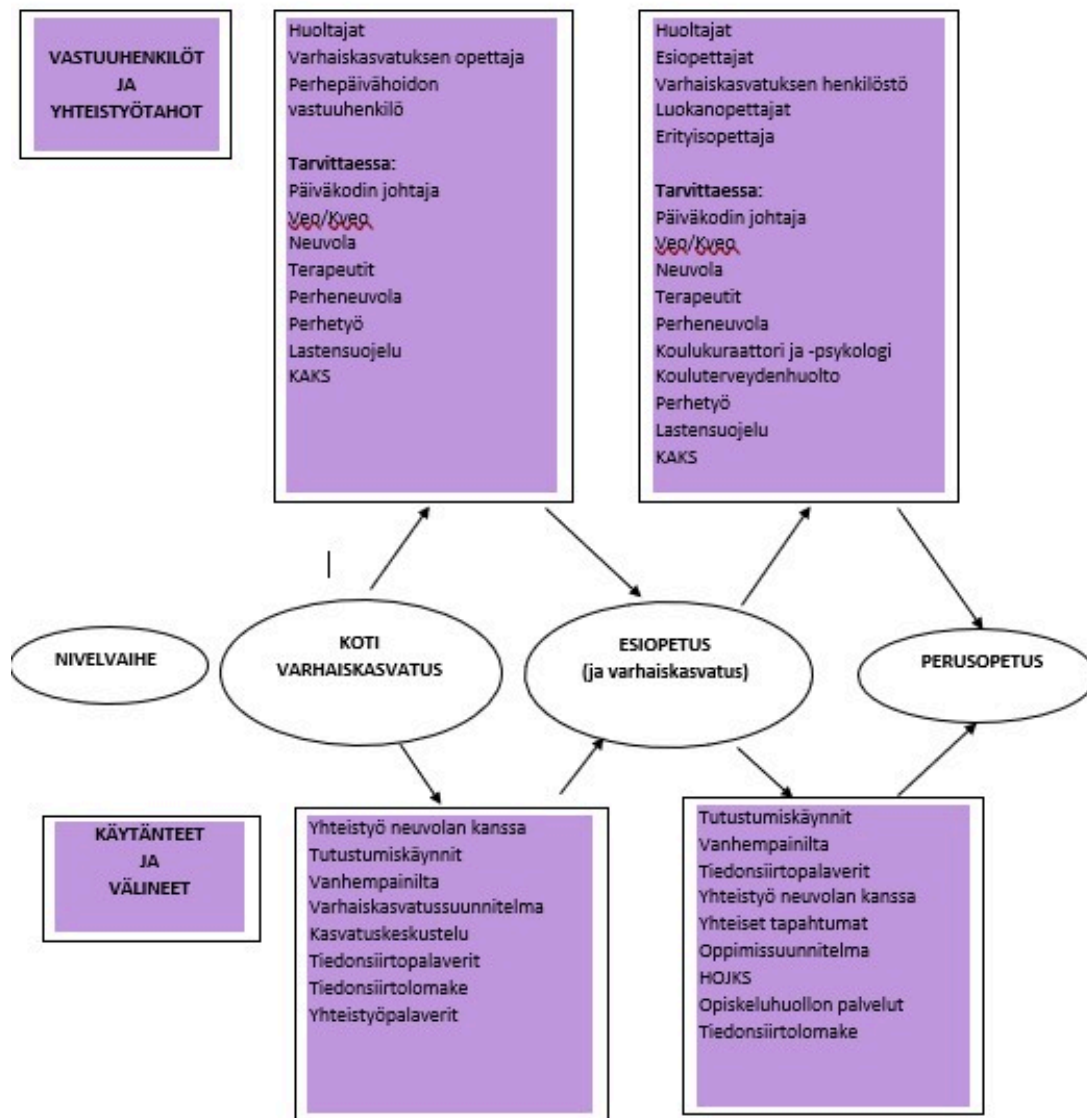 VASTUUHENKILÖT
JA
YHTEISTYÖTAHOT
Huoltajat
Varhaiskasvatuksen opettaja
Perhepäivähoidon
vastuuhenkilö
Tarvittaessa:
Päiväkodin johtaja
Veo/Kveo
Neuvola
Terapeutit
Perheneuvola
Perhetyö
Lastensuojelu
KAKS
Huoltajat
Esiopettajat
Varhaiskasvatuksen henkilöstö
Luokanopettajat
Erityisopettaja
Tarvittaessa:
Päiväkodin johtaja
Veo/Kveo
Neuvola
Terapeutit
Perheneuvola
Koulukuraattori ja -psykologi
Kouluterveydenhuolto
Perhetyö
Lastensuojelu
KAKS
NIVELVAIHE
KOTI
VARHAISKASVATUS
ESIOPETUS
(ja varhaiskasvatus)
PERUSOPETUS
KÄYTÄNTEET
JA
VÄLINEET
Yhteistyö neuvolan kanssa
Tutustumiskäynnit
Vanhempainilta
Varhaiskasvatussuunnitelma
Kasvatuskeskustelu
Tiedonsiirtopalaverit
Tiedonsiirtolomake
Yhteistyöpalaverit
Tutustumiskäynnit
Vanhempainilta
Tiedonsiirtopalaverit
Yhteistyö neuvolan kanssa
Yhteiset tapahtumat
Oppimissuunnitelma
HOJKS
Opiskeluhuollon palvelut
Tiedonsiirtolomake